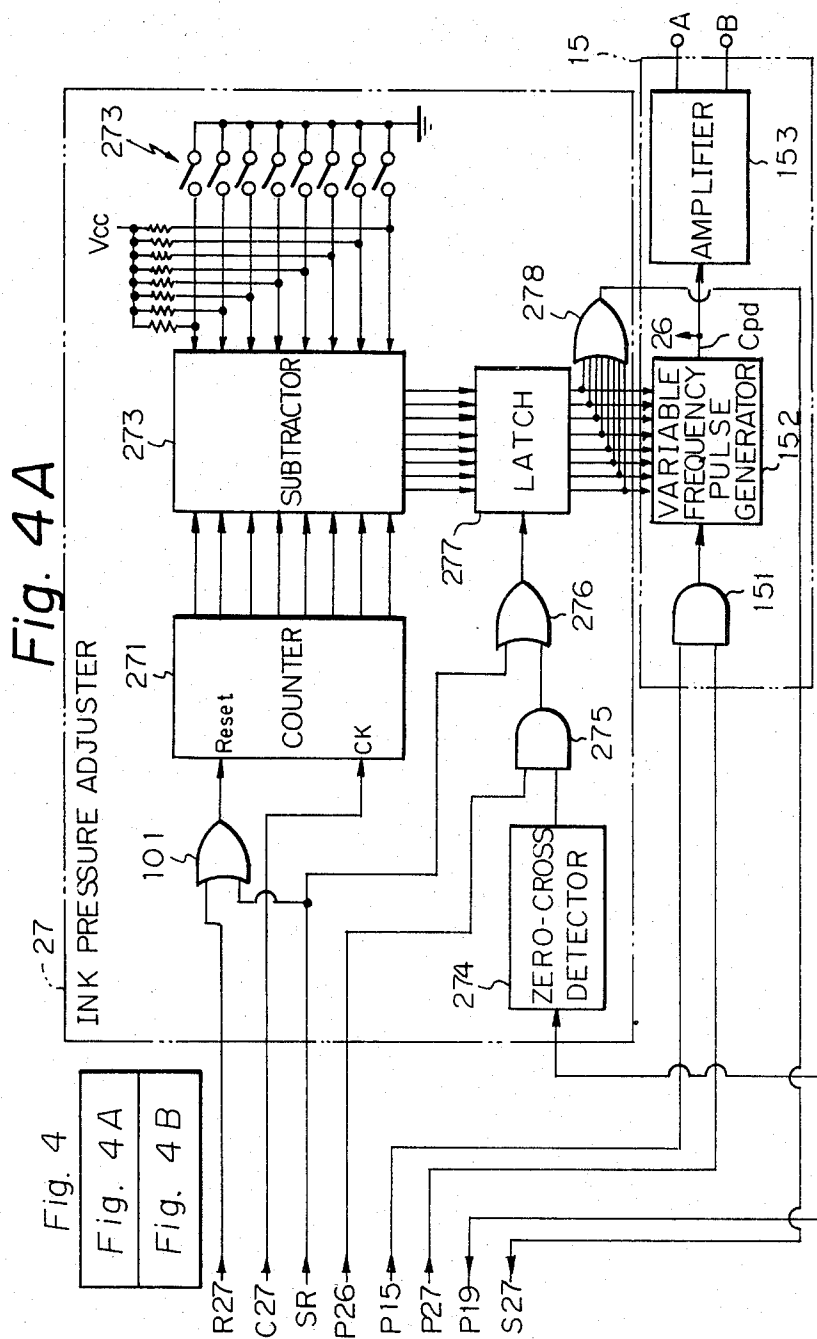 Fig. 4A
Fig. 4
Fig. 4A
Fig. 4B
27
INK PRESSURE ADJUSTER
R27
C27
SR
P26
P15
P27
P19
S27
101
271
Reset
COUNTER
CK
273
SUBTRACTOR
Vcc
273
274
ZERO-CROSS
DETECTOR
275
276
277
LATCH
278
15
151
VARIABLE
FREQUENCY
PULSE
GENERATOR
152
26
Cpd
AMPLIFIER
153
A
B